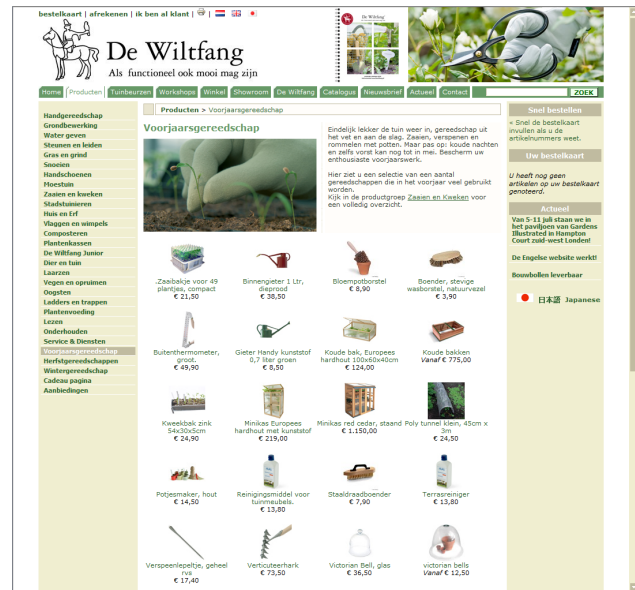 bestelkaart | afrekenen | ik ben al klant |
De Wiltfang
Als functioneel ook mooi mag zijn
De Wiltfang
Home Producten Tuinbeurzen Workshops Winkel Showroom De Wiltfang Catalogus Nieuwsbrief Actueel Contact ZOEK
Handgereedschap
Grondbewerking
Water geven
Steunen en leiden
Gras en grind
Snoeien
Handschoenen
Moestuin
Zaaien en kweken
Stadstuinieren
Huis en Erf
Vlaggen en wimpels
Composteren
Plantenkassen
De Wiltfang Junior
Dier en tuin
Laarzen
Vegen en opruimen
Oogsten
Ladders en trappen
Plantenvoeding
Lezen
Onderhouden
Service & Diensten
Voorjaarsgereedschap
Herfstgereedschappen
Wintergereedschap
Cadeau pagina
Aanbiedingen
Producten > Voorjaarsgereedschap
Voorjaarsgereedschap
Eindelijk lekker de tuin weer in, gereedschap uit
het vet en aan de slag. Zaaien, verspenen en
rommelen met potten. Maar pas op: koude nachten
en zelfs vorst kan nog tot in mei. Bescherm uw
enthousiaste voorjaarswerk.
Hier ziet u een selectie van een aantal
gereedschappen die in het voorjaar veel gebruikt
worden.
Kijk in de productgroep Zaaien en Kweken voor
een volledig overzicht.
.Zaaibakje voor 49
plantjes, compact
€ 21,50
Binnengieter 1 Ltr,
dieprood
€ 38,50
Bloempotborstel
€ 8,90
Boender, stevige
wasborstel, natuurvezel
€ 3,90
Buitenthermometer,
groot.
€ 49,90
Gieter Handy kunststof
0,7 liter groen
€ 8,50
Koude bak, Europees
hardhout 100x60x40cm
€ 124,00
Koude bakken
Vanaf € 775,00
Kweekbak zink
54x30x5cm
€ 24,90
Minikas Europees
hardhout met kunststof
€ 219,00
Minikas red cedar, staand
€ 1.150,00
Poly tunnel klein, 45cm x
3m
€ 24,50
Potjesmaker, hout
€ 14,50
Reinigingsmiddel voor
tuinmeubels.
€ 13,80
Staaldraadboender
€ 7,90
Terrasreiniger
€ 13,80
Verspeenlepeltje, geheel
rvs
€ 17,40
Verticuteerhark
€ 73,50
Victorian Bell, glas
€ 36,50
victorian bells
Vanaf € 12,50
Snel bestellen
« Snel de bestelkaart
invullen als u de
artikelnummers weet.
Uw bestelkaart
U heeft nog geen
artikelen op uw bestelkaart
genoteerd.
Actueel
Van 5-11 juli staan we in
het paviljoen van Gardens
Illustrated in Hampton
Court zuid-west Londen!
De Engelse website werkt!
Bouwbollen leverbaar
日本語 Japanese